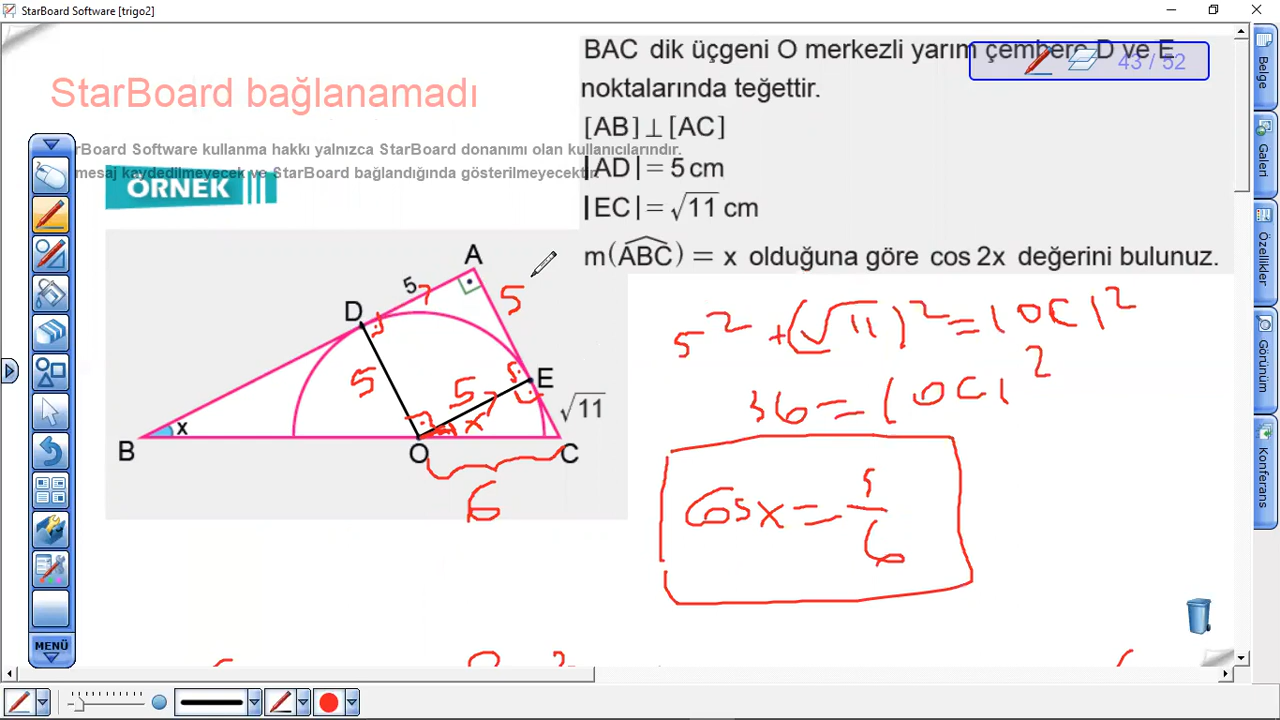 StarBoard Software [trigo2]
StarBoard bağlanamadı
rBoard Software kullanma hakkı yalnızca StarBoard donanımı olan kullanıcılarındır.
mesaj kaydedilmeyecek ve StarBoard bağlandığında gösterilmeyecektir.
ÖRNEK
BAC dik üçgeni O merkezli yarım çembere D ve E
43 / 52
noktalarında teğettir.
[AB] ⊥ [AC]
|AD| = 5 cm
|EC| = √11 cm
m(ABC) = x olduğuna göre cos 2x değerini bulunuz.
A
5
5
D
5
5
E
√11
x
x
B
O
C
6
5² + (√11)² = |OC|²
36 = |OC|²
Cosx = 5/6
MENÜ
Belge
Galeri
Özellikler
Görünüm
Konferans